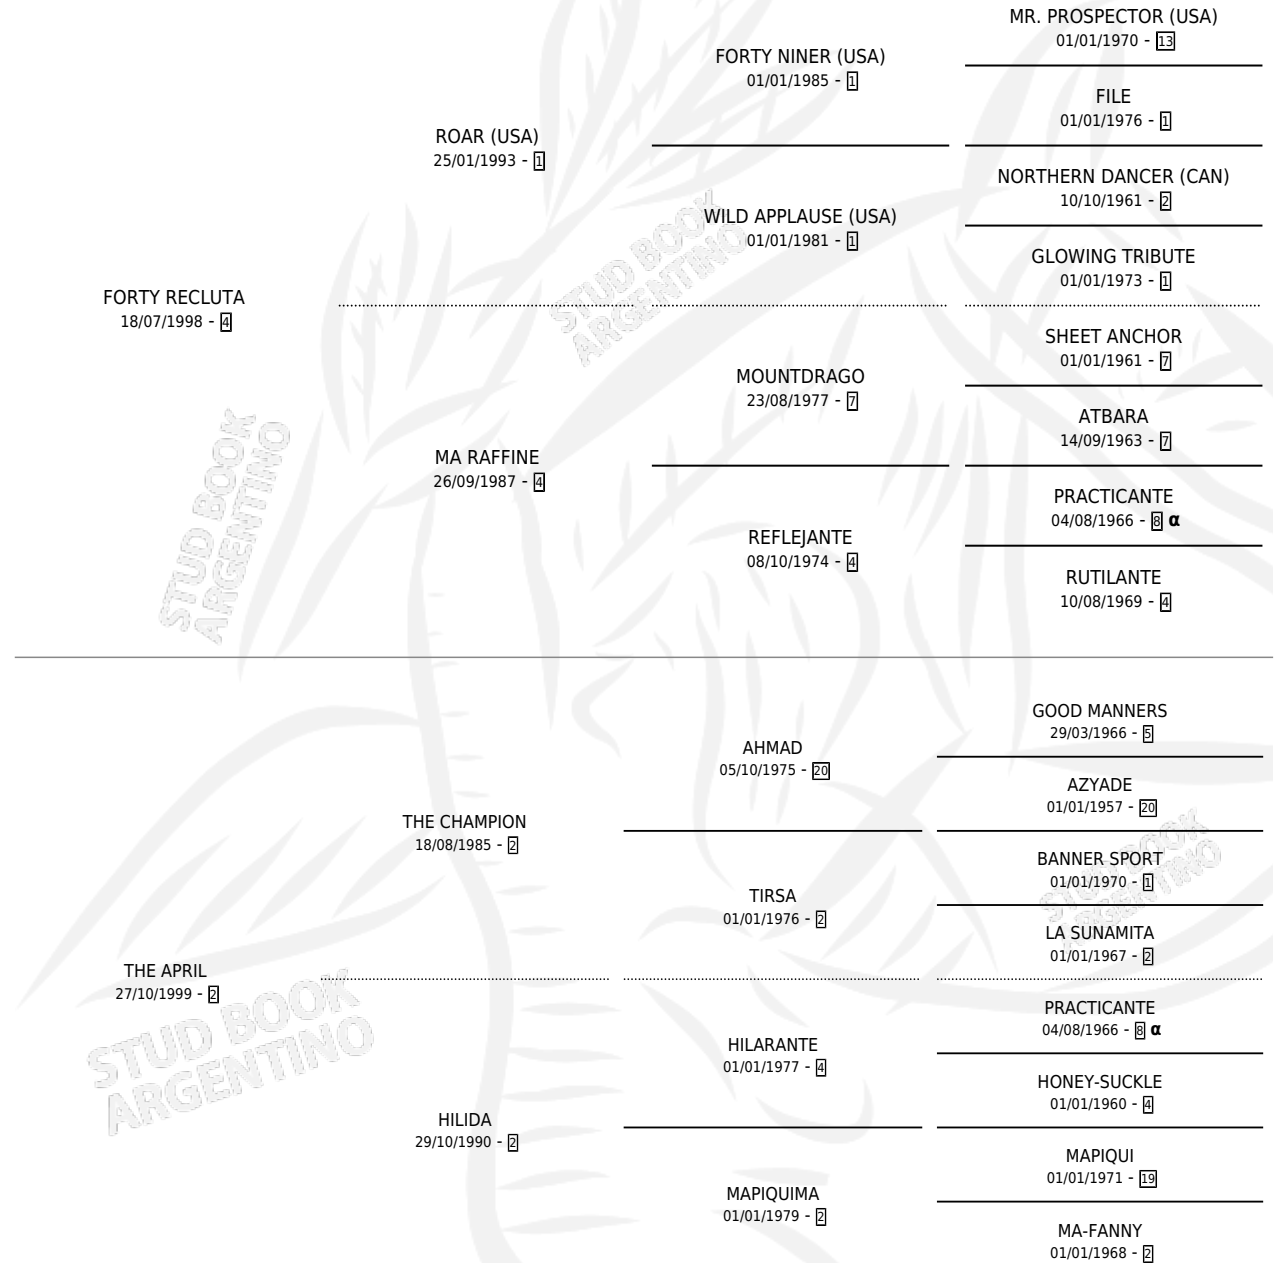 MR. PROSPECTOR (USA)
01/01/1970 - 13
FORTY NINER (USA)
01/01/1985 - 1
FILE
01/01/1976 - 1
ROAR (USA)
25/01/1993 - 1
NORTHERN DANCER (CAN)
10/10/1961 - 2
WILD APPLAUSE (USA)
01/01/1981 - 1
GLOWING TRIBUTE
01/01/1973 - 1
STUD BOOK
ARGENTINO
FORTY RECLUTA
18/07/1998 - 4
SHEET ANCHOR
01/01/1961 - 7
MOUNTDRAGO
23/08/1977 - 7
ATBARA
14/09/1963 - 7
MA RAFFINE
26/09/1987 - 4
PRACTICANTE
04/08/1966 - 8 α
REFLEJANTE
08/10/1974 - 4
RUTILANTE
10/08/1969 - 4
STUD BOOK
ARGENTINO
GOOD MANNERS
29/03/1966 - 5
AHMAD
05/10/1975 - 20
AZYADE
01/01/1957 - 20
THE CHAMPION
18/08/1985 - 2
BANNER SPORT
01/01/1970 - 1
TIRSA
01/01/1976 - 2
LA SUNAMITA
01/01/1967 - 2
STUD BOOK
ARGENTINO
THE APRIL
27/10/1999 - 2
PRACTICANTE
04/08/1966 - 8 α
HILARANTE
01/01/1977 - 4
HONEY-SUCKLE
01/01/1960 - 4
STUD BOOK
ARGENTINO
HILIDA
29/10/1990 - 2
MAPIQUI
01/01/1971 - 19
MAPIQUIMA
01/01/1979 - 2
MA-FANNY
01/01/1968 - 2